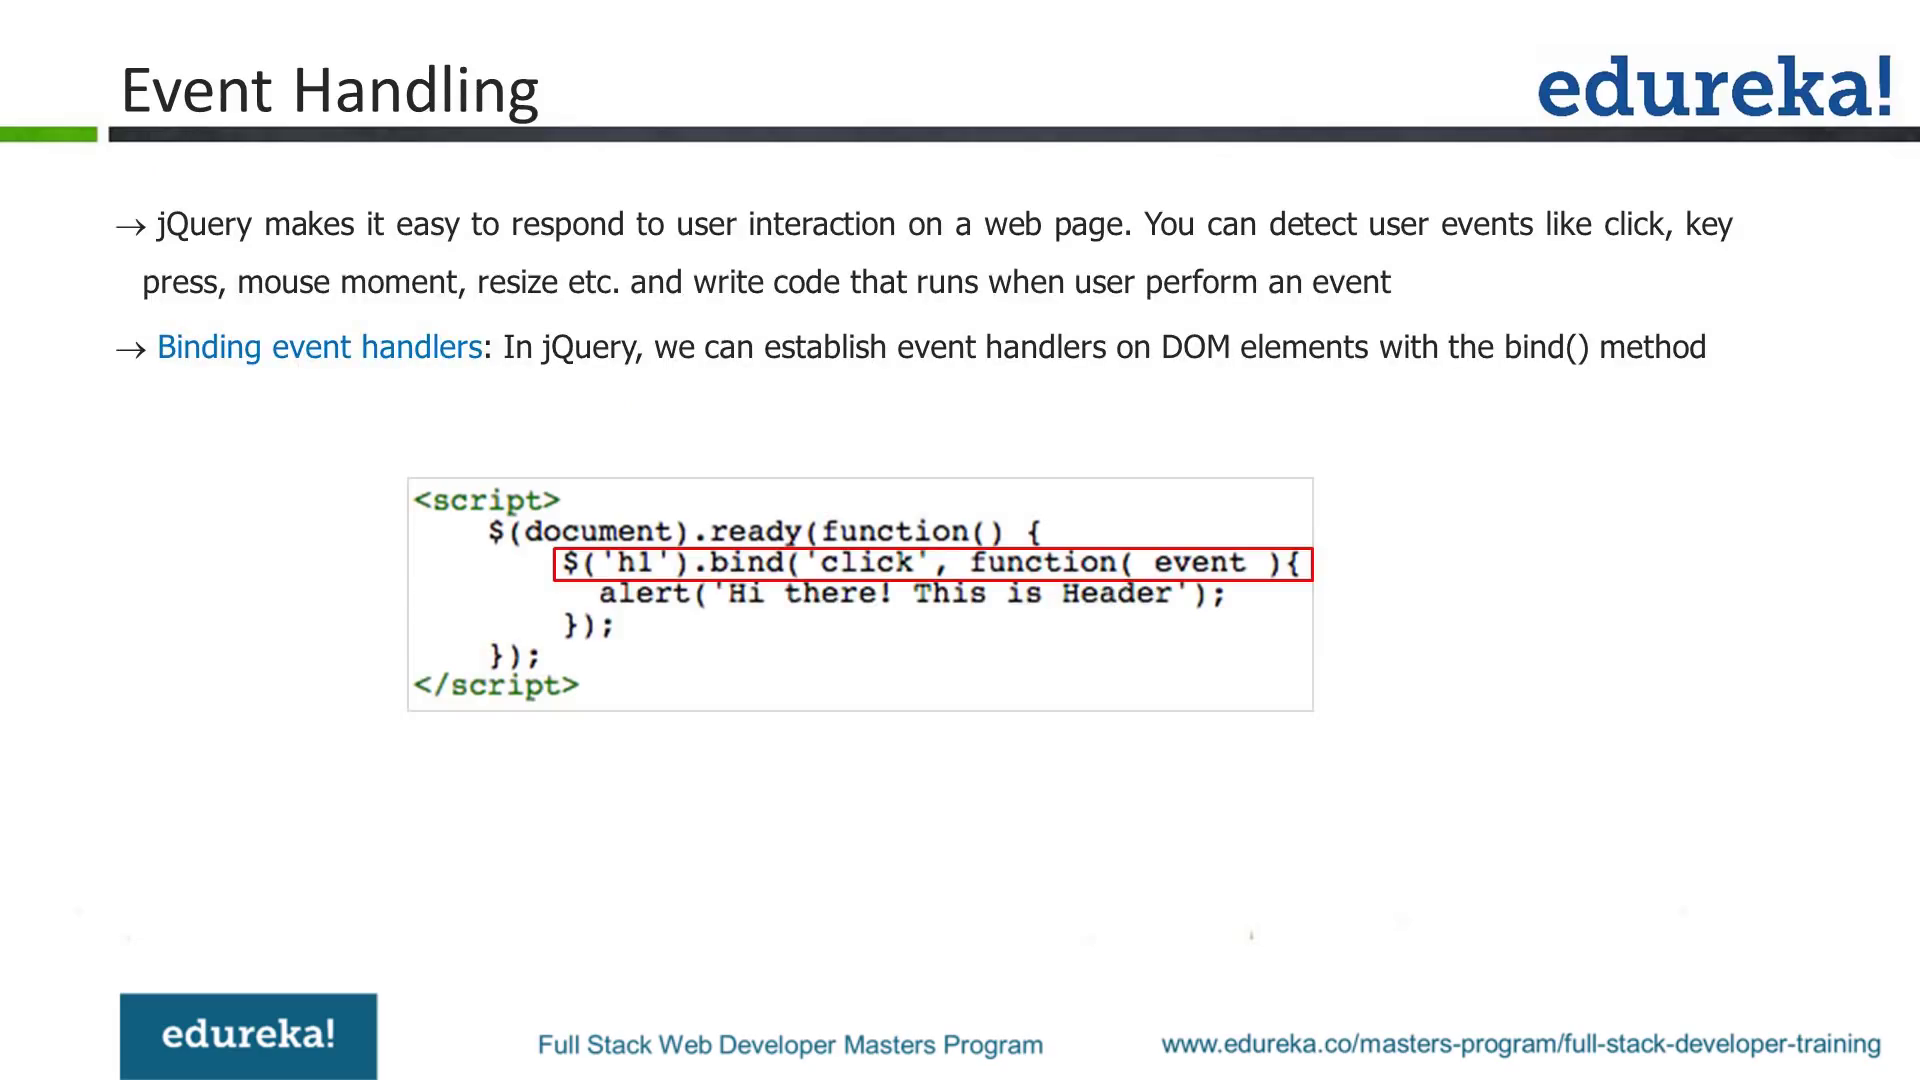 Event Handling
edureka!
→ jQuery makes it easy to respond to user interaction on a web page. You can detect user events like click, key
press, mouse moment, resize etc. and write code that runs when user perform an event
→ Binding event handlers: In jQuery, we can establish event handlers on DOM elements with the bind() method
<script>
$(document).ready(function() {
$('h1').bind('click', function( event ){
alert('Hi there! This is Header');
});
});
</script>
edureka!
Full Stack Web Developer Masters Program
www.edureka.co/masters-program/full-stack-developer-training